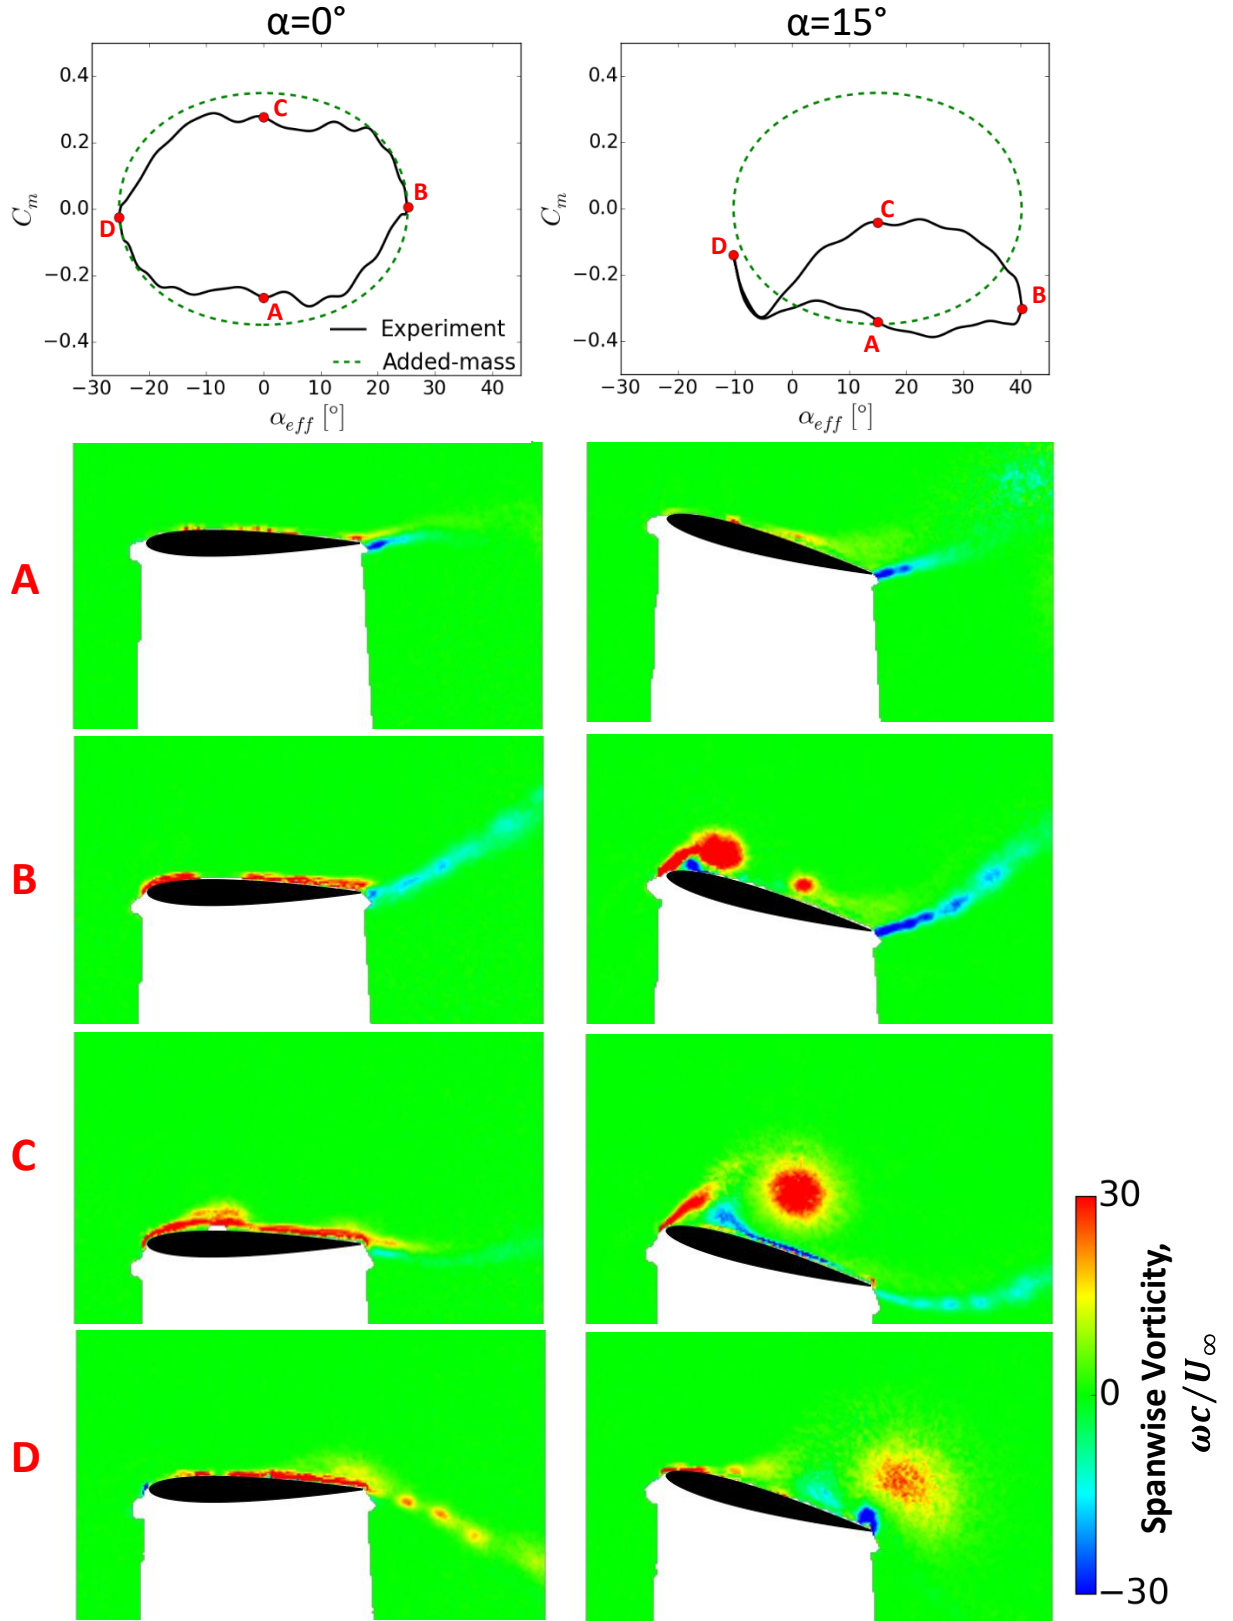 α=0°
α=15°
0.4
0.2
0.0
−0.2
−0.4
C_m
C
B
D
A
Experiment
Added-mass
−30 −20 −10 0 10 20 30 40
α_eff [°]
0.4
0.2
0.0
−0.2
−0.4
C_m
C
D
B
A
−30 −20 −10 0 10 20 30 40
α_eff [°]
A
B
C
D
30
0
−30
Spanwise Vorticity,
ωc/U_∞